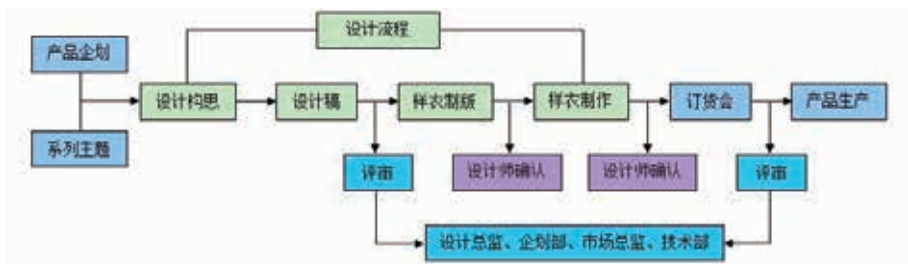 设计流程
产品企划
设计构思
设计稿
样衣制版
样衣制作
订货会
产品生产
系列主题
评审
设计师确认
设计师确认
评审
设计总监、企划部、市场总监、技术部